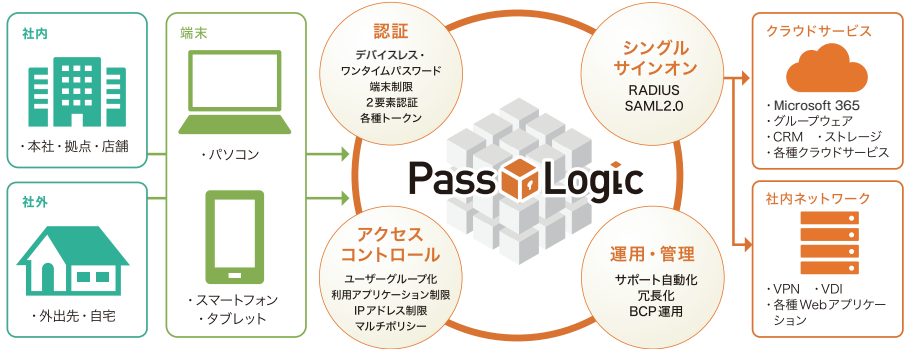 社内
・本社・拠点・店舗
社外
・外出先・自宅
端末
・パソコン
・スマートフォン
・タブレット
認証
デバイスレス・
ワンタイムパスワード
端末制限
2要素認証
各種トークン
シングル
サインオン
RADIUS
SAML2.0
PassLogic
アクセス
コントロール
ユーザーグループ化
利用アプリケーション制限
IPアドレス制限
マルチポリシー
運用・管理
サポート自動化
冗長化
BCP運用
クラウドサービス
・Microsoft 365
・グループウェア
・CRM ・ストレージ
・各種クラウドサービス
社内ネットワーク
・VPN ・VDI
・各種Webアプリケー
ション